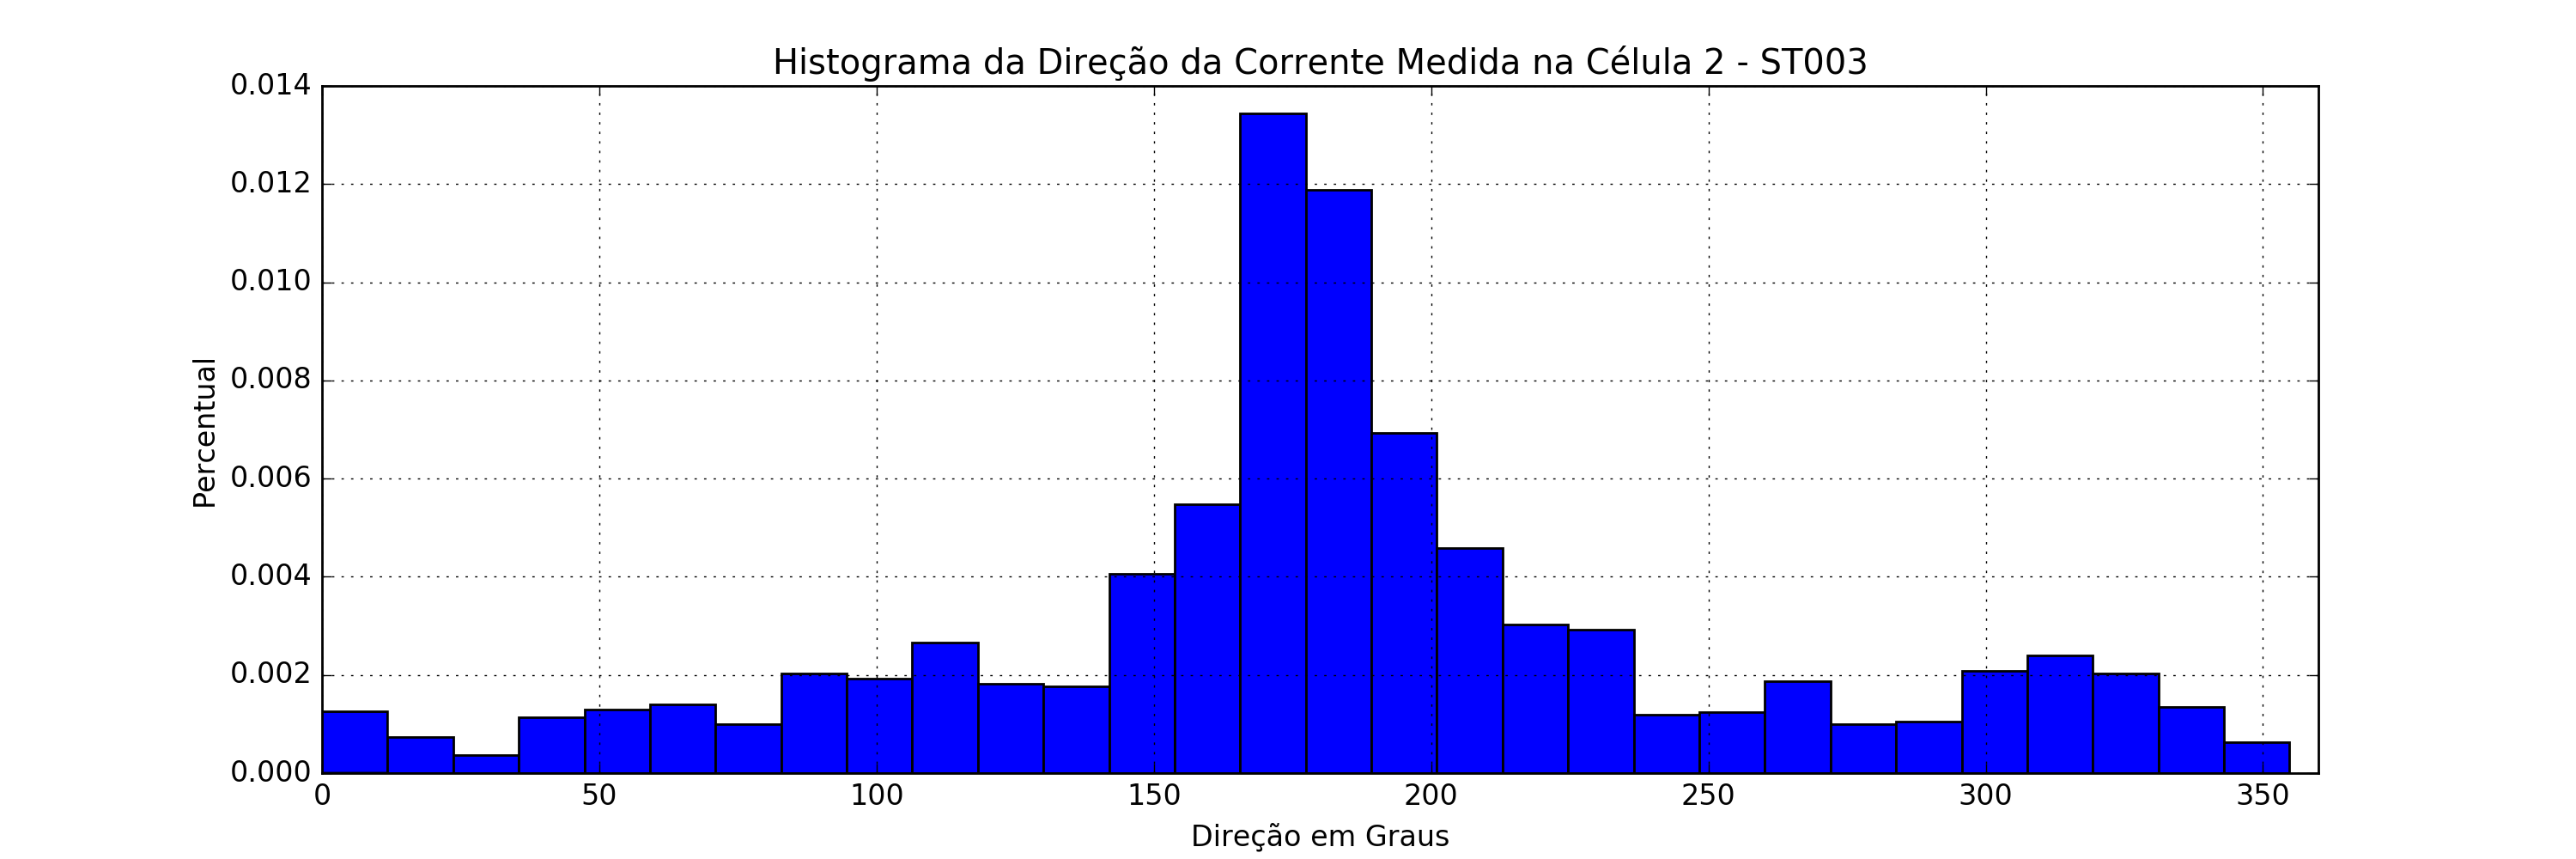 Histograma da Direção da Corrente Medida na Célula 2 - ST003
0.014
0.012
0.010
0.008
0.006
0.004
0.002
0.000
Percentual
0 50 100 150 200 250 300 350
Direção em Graus